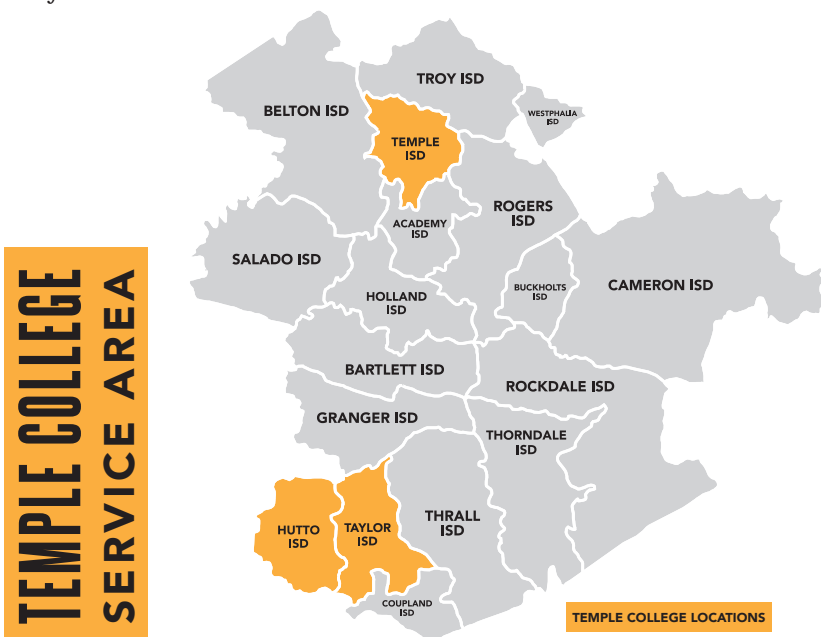 TEMPLE COLLEGE
SERVICE AREA
TROY ISD
BELTON ISD
WESTPHALIA
ISD
TEMPLE
ISD
ROGERS
ISD
ACADEMY
ISD
SALADO ISD
CAMERON ISD
BUCKHOLTS
ISD
HOLLAND
ISD
BARTLETT ISD
ROCKDALE ISD
GRANGER ISD
THORNDALE
ISD
THRALL
ISD
HUTTO
ISD
TAYLOR
ISD
COUPLAND
ISD
TEMPLE COLLEGE LOCATIONS